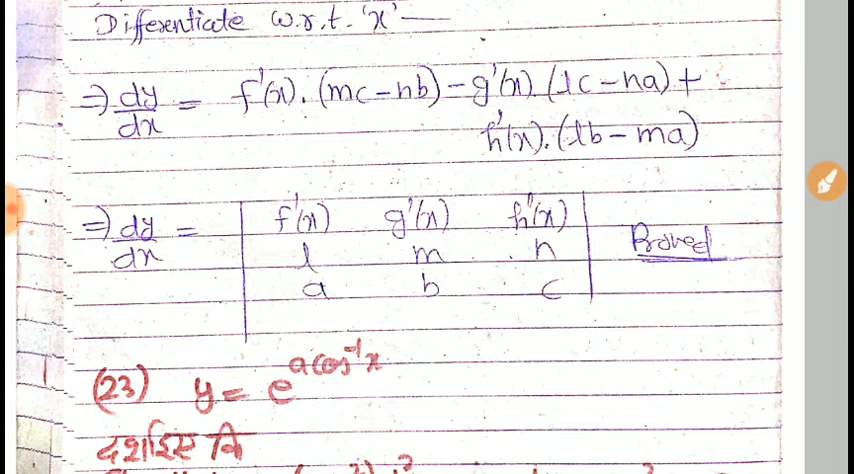 Differentiate w.r.t. 'x' —
⇒ dy/dx = f'(x). (mc-nb) - g'(x). (lc-na) +
h'(x). (lb-ma)
⇒ dy/dx = | f'(x) g'(x) h'(x) |
| l m n | Proved
| a b c |
(23) y = e^(a cos⁻¹x)
दर्शाइए कि